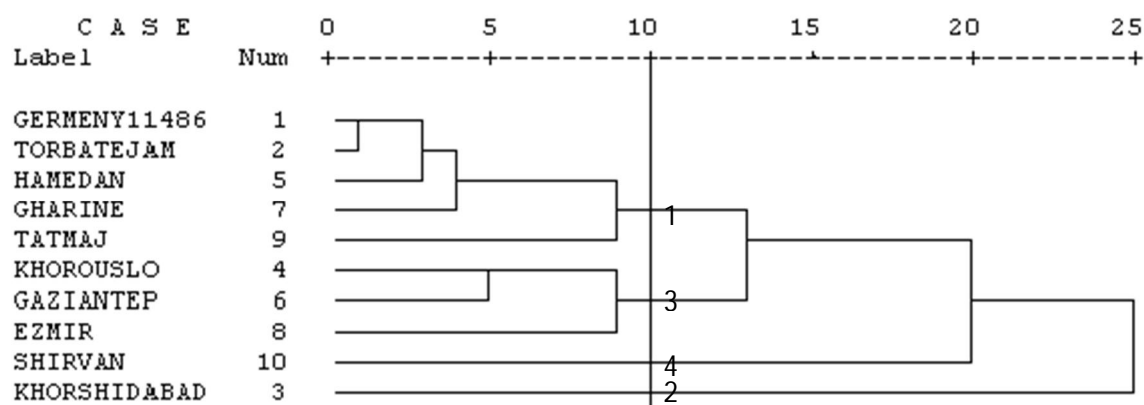 C A S E 0 5 10 15 20 25
Label Num
GERMENY11486 1
TORBATEJAM 2
HAMEDAN 5
GHARINE 7
1
TATMAJ 9
KHOROUSLO 4
GAZIANTEP 6 3
EZMIR 8
SHIRVAN 10 4
KHORSHIDABAD 3 2